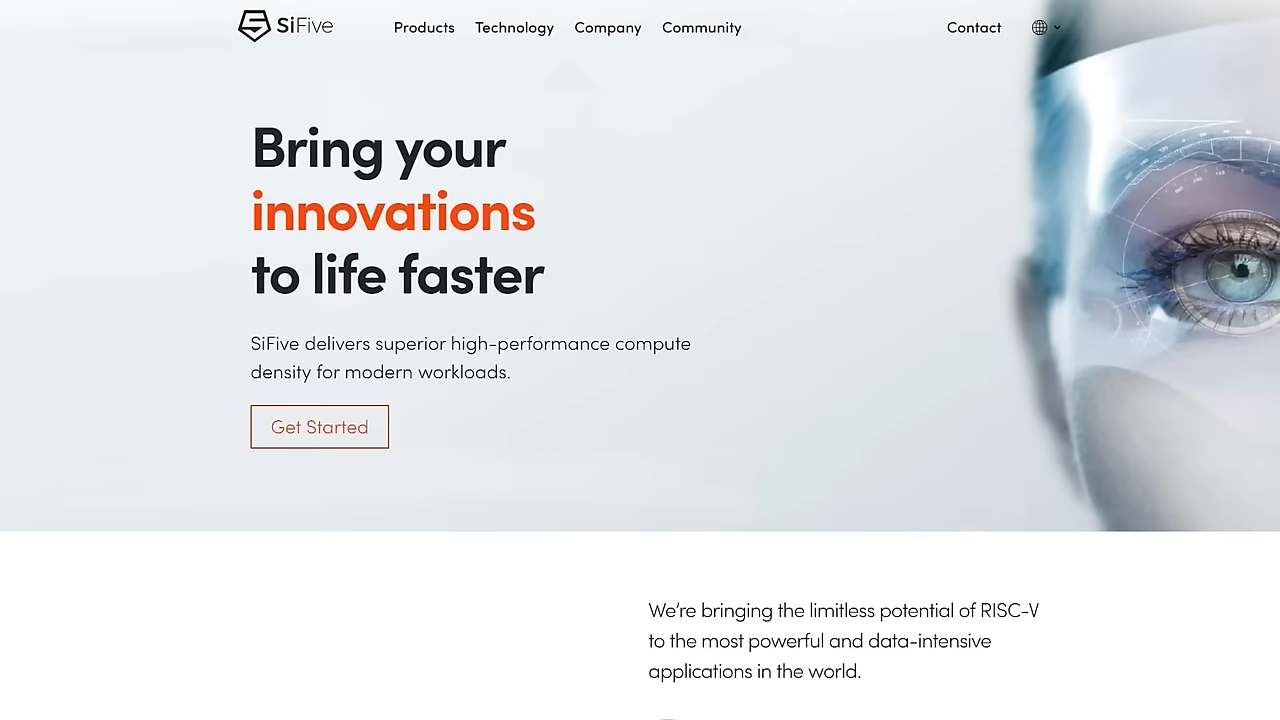 SiFive
Products Technology Company Community Contact
Bring your
innovations
to life faster
SiFive delivers superior high-performance compute
density for modern workloads.
Get Started
We're bringing the limitless potential of RISC-V
to the most powerful and data-intensive
applications in the world.